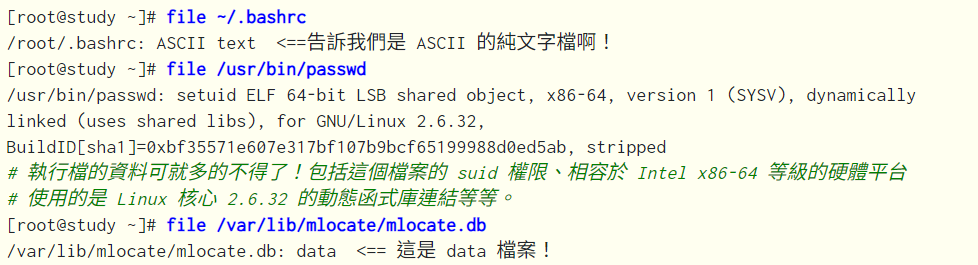 [root@study ~]# file ~/.bashrc
/root/.bashrc: ASCII text  <==告訴我們是 ASCII 的純文字檔啊！
[root@study ~]# file /usr/bin/passwd
/usr/bin/passwd: setuid ELF 64-bit LSB shared object, x86-64, version 1 (SYSV), dynamically
linked (uses shared libs), for GNU/Linux 2.6.32,
BuildID[sha1]=0xbf35571e607e317bf107b9bcf65199988d0ed5ab, stripped
# 執行檔的資料可就多的不得了！包括這個檔案的 suid 權限、相容於 Intel x86-64 等級的硬體平台
# 使用的是 Linux 核心 2.6.32 的動態函式庫連結等等。
[root@study ~]# file /var/lib/mlocate/mlocate.db
/var/lib/mlocate/mlocate.db: data  <== 這是 data 檔案！